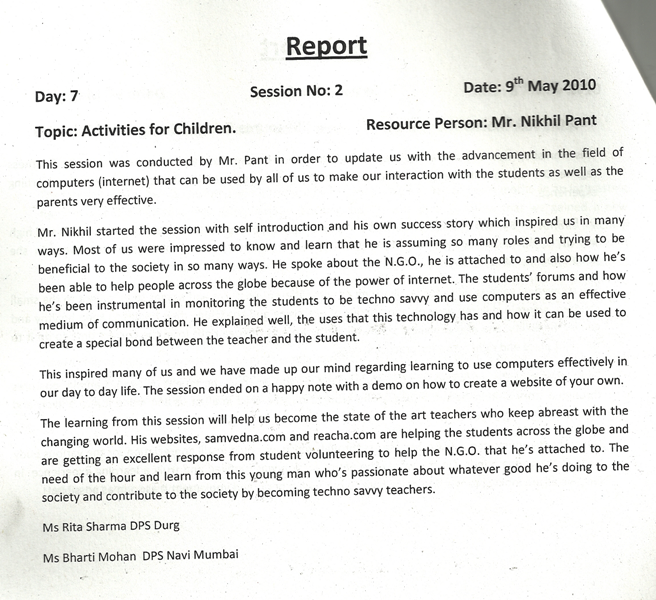 Report
Day: 7 Session No: 2 Date: 9th May 2010
Topic: Activities for Children. Resource Person: Mr. Nikhil Pant
This session was conducted by Mr. Pant in order to update us with the advancement in the field of
computers (internet) that can be used by all of us to make our interaction with the students as well as the
parents very effective.
Mr. Nikhil started the session with self introduction and his own success story which inspired us in many
ways. Most of us were impressed to know and learn that he is assuming so many roles and trying to be
beneficial to the society in so many ways. He spoke about the N.G.O., he is attached to and also how he's
been able to help people across the globe because of the power of internet. The students' forums and how
he's been instrumental in monitoring the students to be techno savvy and use computers as an effective
medium of communication. He explained well, the uses that this technology has and how it can be used to
create a special bond between the teacher and the student.
This inspired many of us and we have made up our mind regarding learning to use computers effectively in
our day to day life. The session ended on a happy note with a demo on how to create a website of your own.
The learning from this session will help us become the state of the art teachers who keep abreast with the
changing world. His websites, samvedna.com and reacha.com are helping the students across the globe and
are getting an excellent response from student volunteering to help the N.G.O. that he's attached to. The
need of the hour and learn from this young man who's passionate about whatever good he's doing to the
society and contribute to the society by becoming techno savvy teachers.
Ms Rita Sharma DPS Durg
Ms Bharti Mohan DPS Navi Mumbai